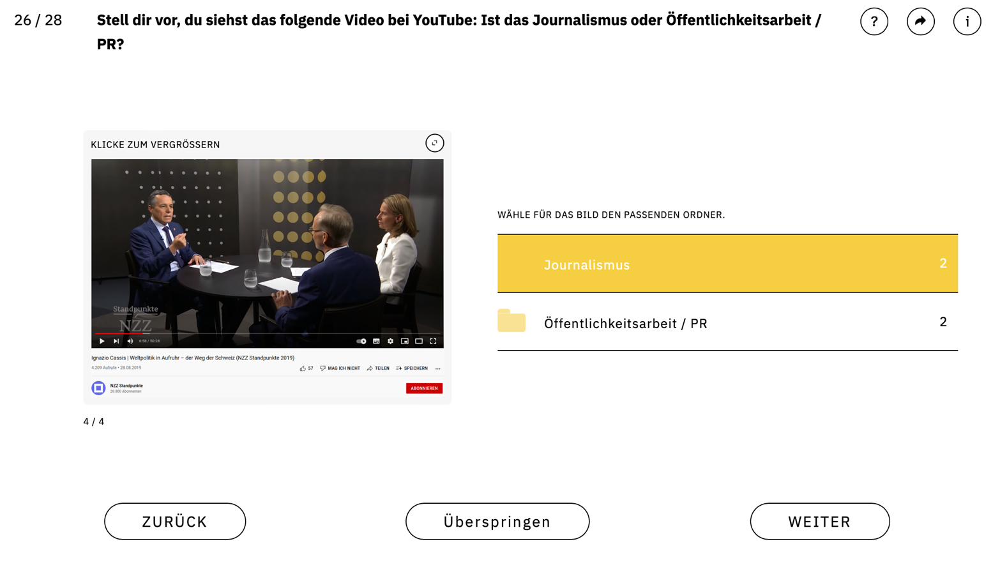 26 / 28
Stell dir vor, du siehst das folgende Video bei YouTube: Ist das Journalismus oder Öffentlichkeitsarbeit /
PR?
?
i
KLICKE ZUM VERGRÖSSERN
Standpunkte
NZZ
6:58 / 50:28
Ignazio Cassis | Weltpolitik in Aufruhr – der Weg der Schweiz (NZZ Standpunkte 2019)
4.209 Aufrufe • 28.08.2019
57 MAG ICH NICHT TEILEN SPEICHERN ...
NZZ Standpunkte
26.800 Abonnenten
ABONNIEREN
4 / 4
WÄHLE FÜR DAS BILD DEN PASSENDEN ORDNER.
Journalismus 2
Öffentlichkeitsarbeit / PR 2
ZURÜCK
Überspringen
WEITER